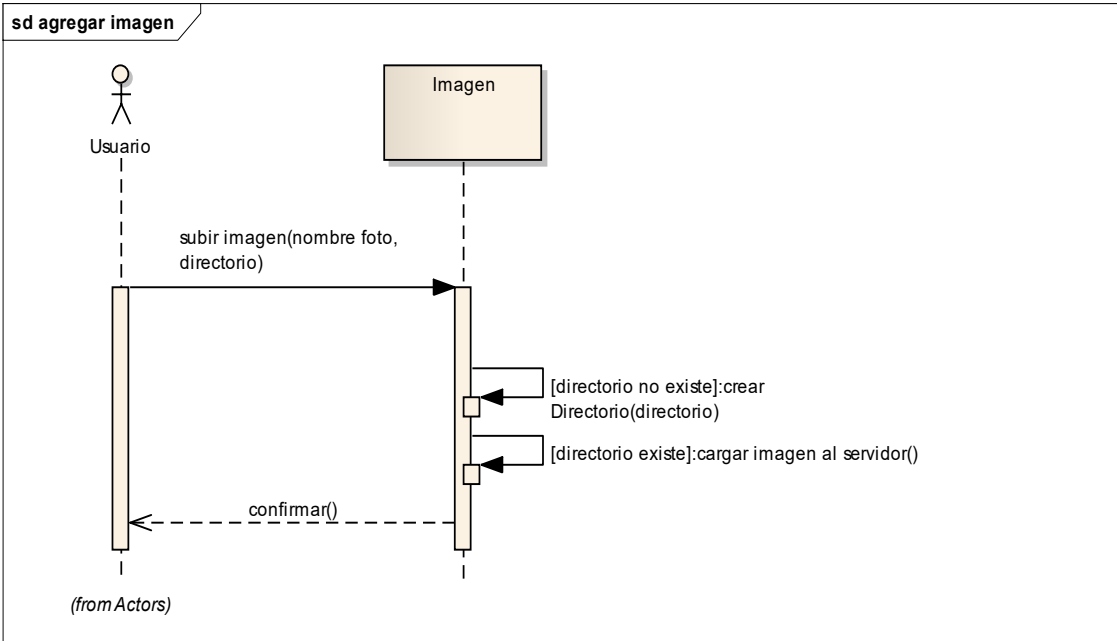 sd agregar imagen
Usuario
Imagen
subir imagen(nombre foto,
directorio)
[directorio no existe]:crear
Directorio(directorio)
[directorio existe]:cargar imagen al servidor()
confirmar()
(from Actors)